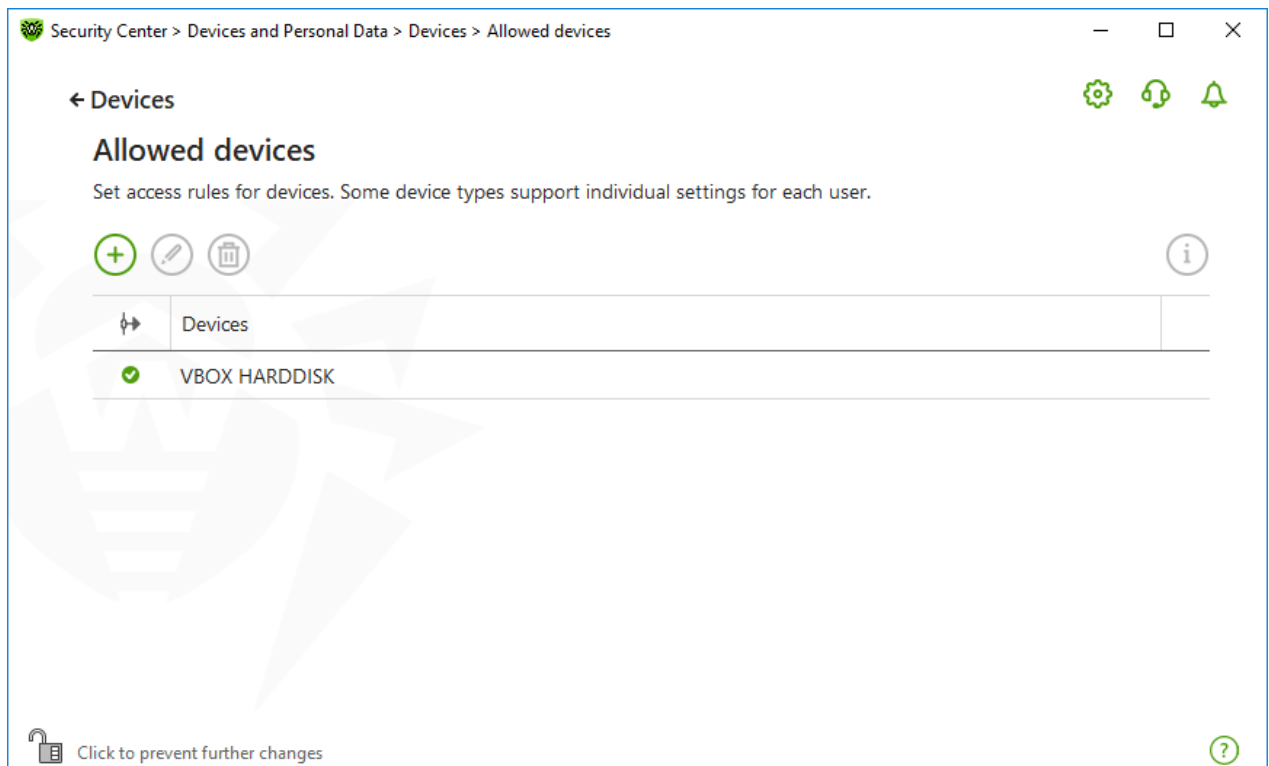 Security Center > Devices and Personal Data > Devices > Allowed devices
Devices
Allowed devices
Set access rules for devices. Some device types support individual settings for each user.
Devices
VBOX HARDDISK
Click to prevent further changes